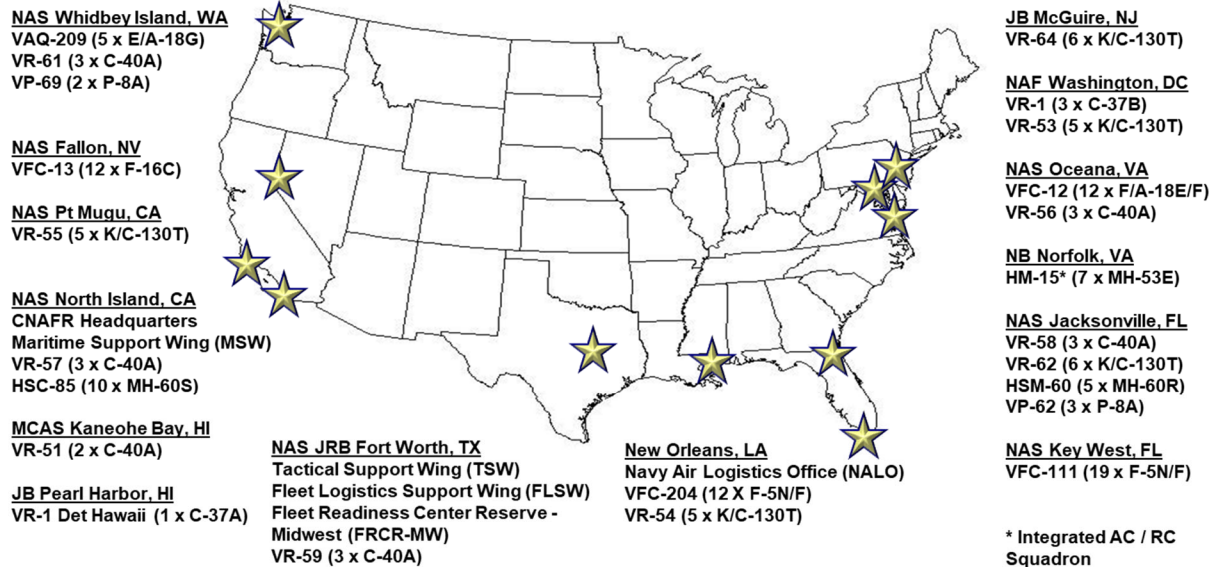 NAS Whidbey Island, WA
VAQ-209 (5 x E/A-18G)
VR-61 (3 x C-40A)
VP-69 (2 x P-8A)
NAS Fallon, NV
VFC-13 (12 x F-16C)
NAS Pt Mugu, CA
VR-55 (5 x K/C-130T)
NAS North Island, CA
CNAFR Headquarters
Maritime Support Wing (MSW)
VR-57 (3 x C-40A)
HSC-85 (10 x MH-60S)
MCAS Kaneohe Bay, HI
VR-51 (2 x C-40A)
JB Pearl Harbor, HI
VR-1 Det Hawaii (1 x C-37A)
NAS JRB Fort Worth, TX
Tactical Support Wing (TSW)
Fleet Logistics Support Wing (FLSW)
Fleet Readiness Center Reserve -
Midwest (FRCR-MW)
VR-59 (3 x C-40A)
New Orleans, LA
Navy Air Logistics Office (NALO)
VFC-204 (12 X F-5N/F)
VR-54 (5 x K/C-130T)
JB McGuire, NJ
VR-64 (6 x K/C-130T)
NAF Washington, DC
VR-1 (3 x C-37B)
VR-53 (5 x K/C-130T)
NAS Oceana, VA
VFC-12 (12 x F/A-18E/F)
VR-56 (3 x C-40A)
NB Norfolk, VA
HM-15* (7 x MH-53E)
NAS Jacksonville, FL
VR-58 (3 x C-40A)
VR-62 (6 x K/C-130T)
HSM-60 (5 x MH-60R)
VP-62 (3 x P-8A)
NAS Key West, FL
VFC-111 (19 x F-5N/F)
* Integrated AC / RC
Squadron